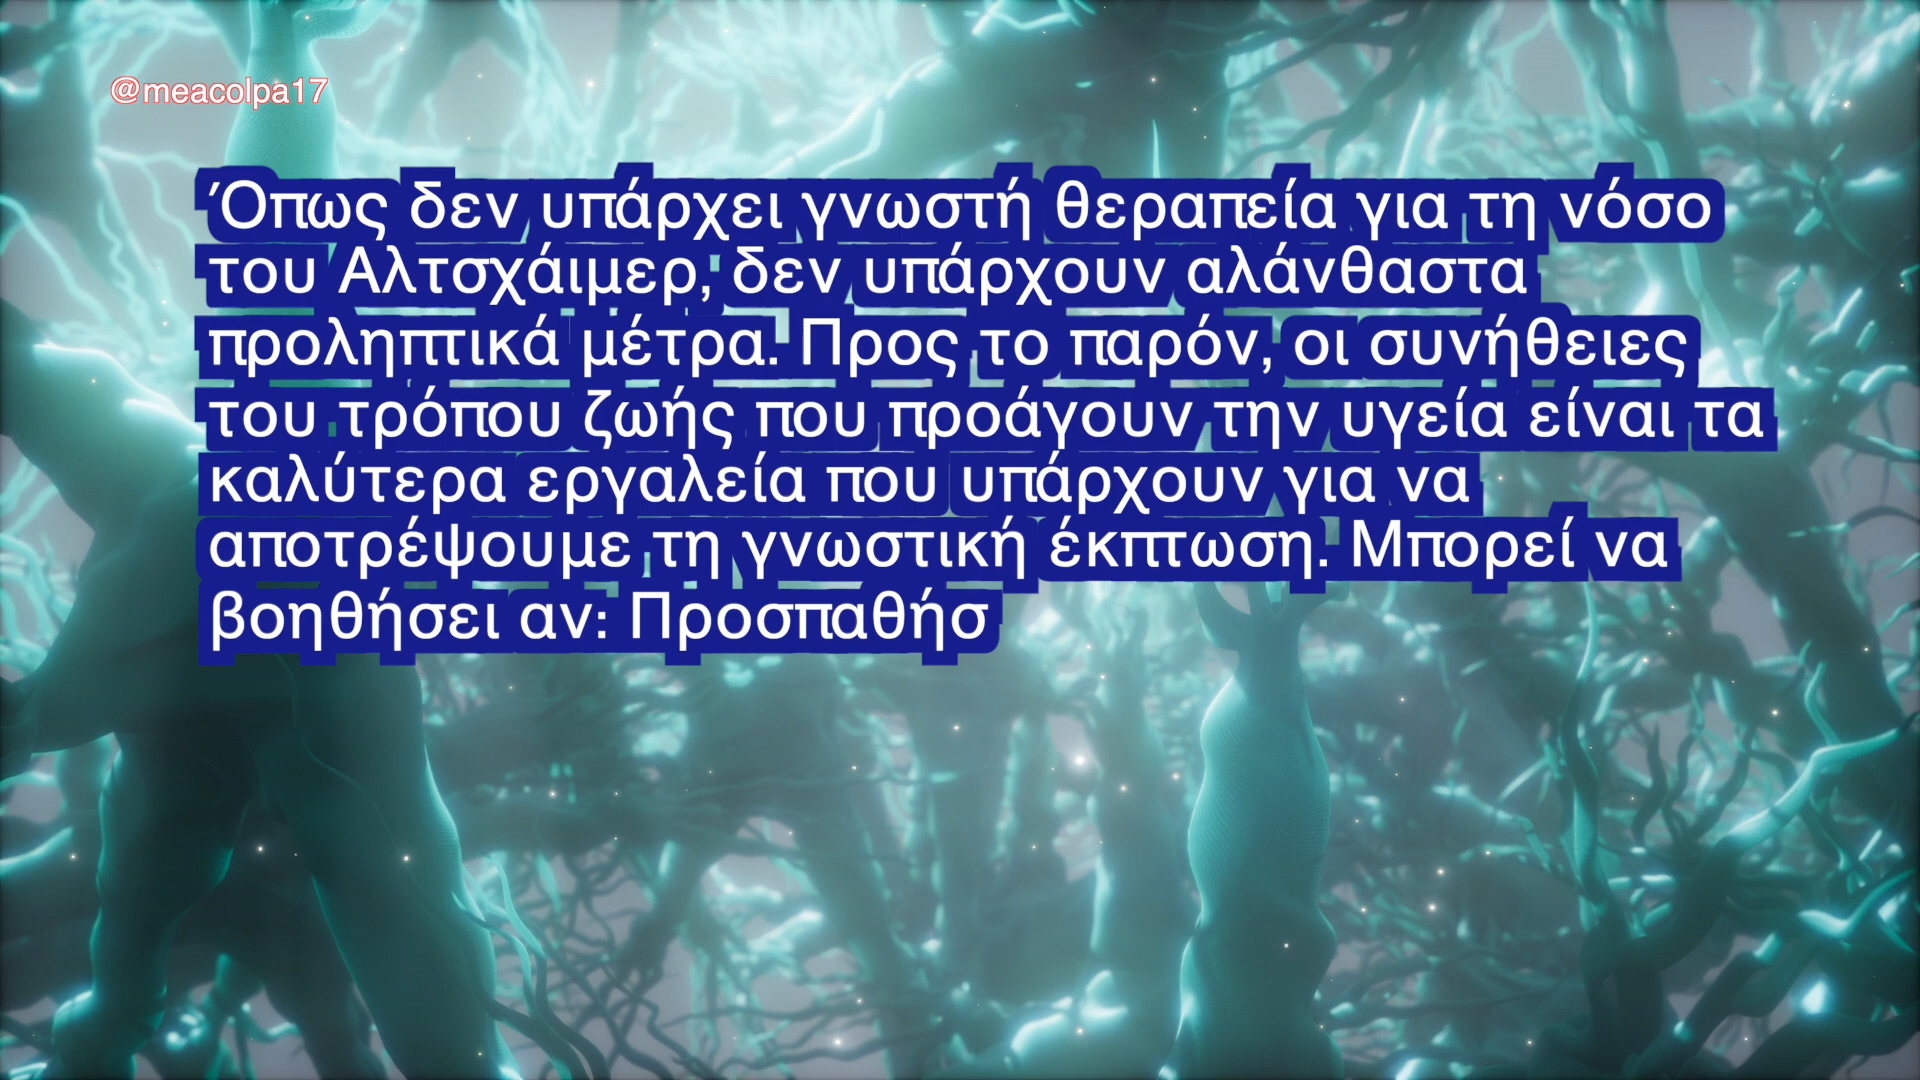 @meacolpa17
Όπως δεν υπάρχει γνωστή θεραπεία για τη νόσο
του Αλτσχάιμερ, δεν υπάρχουν αλάνθαστα
προληπτικά μέτρα. Προς το παρόν, οι συνήθειες
του τρόπου ζωής που προάγουν την υγεία είναι τα
καλύτερα εργαλεία που υπάρχουν για να
αποτρέψουμε τη γνωστική έκπτωση. Μπορεί να
βοηθήσει αν: Προσπαθήσ